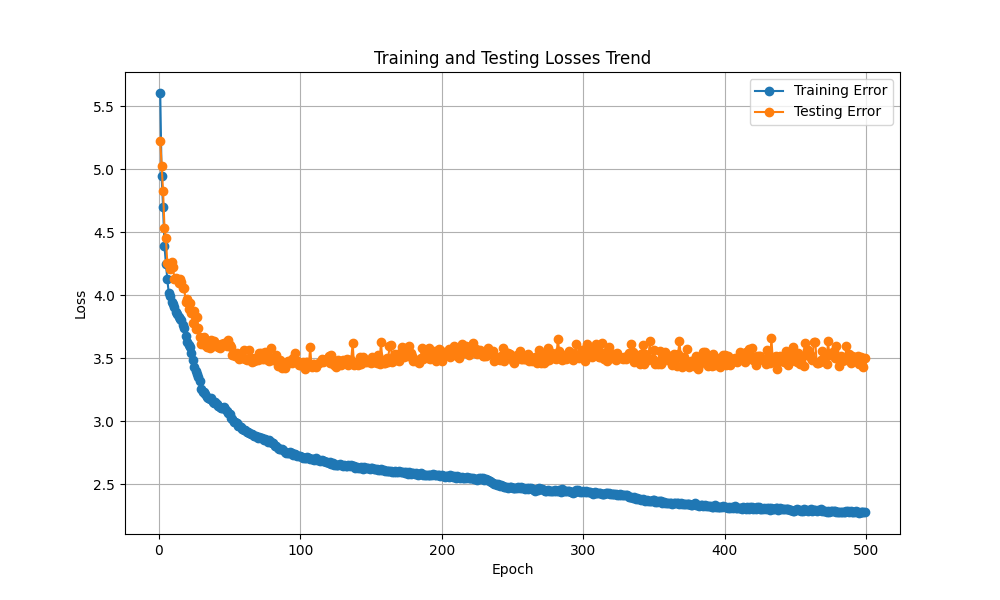 Training and Testing Losses Trend
Training Error
Testing Error
5.5
5.0
4.5
4.0
3.5
3.0
2.5
Loss
0 100 200 300 400 500
Epoch